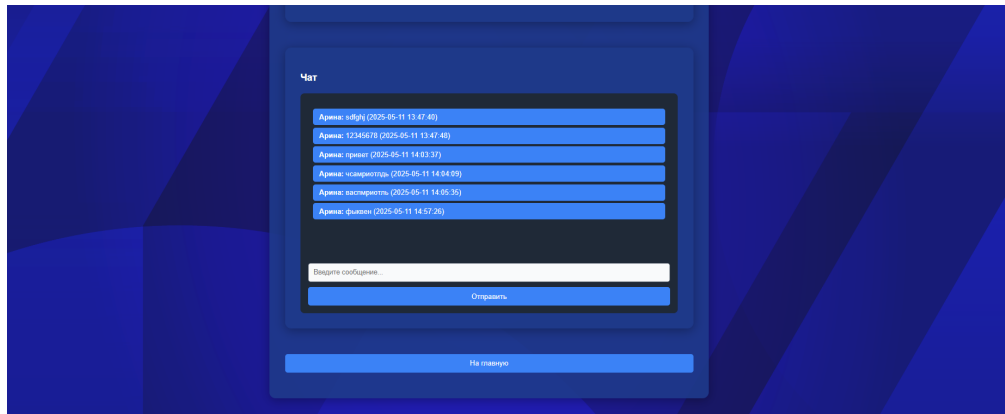 Чат
Арина: sdfghj (2025-05-11 13:47:40)
Арина: 12345678 (2025-05-11 13:47:48)
Арина: привет (2025-05-11 14:03:37)
Арина: чсамриотлдь (2025-05-11 14:04:09)
Арина: васпмриотль (2025-05-11 14:05:35)
Арина: фыквен (2025-05-11 14:57:26)
Введите сообщение...
Отправить
На главную